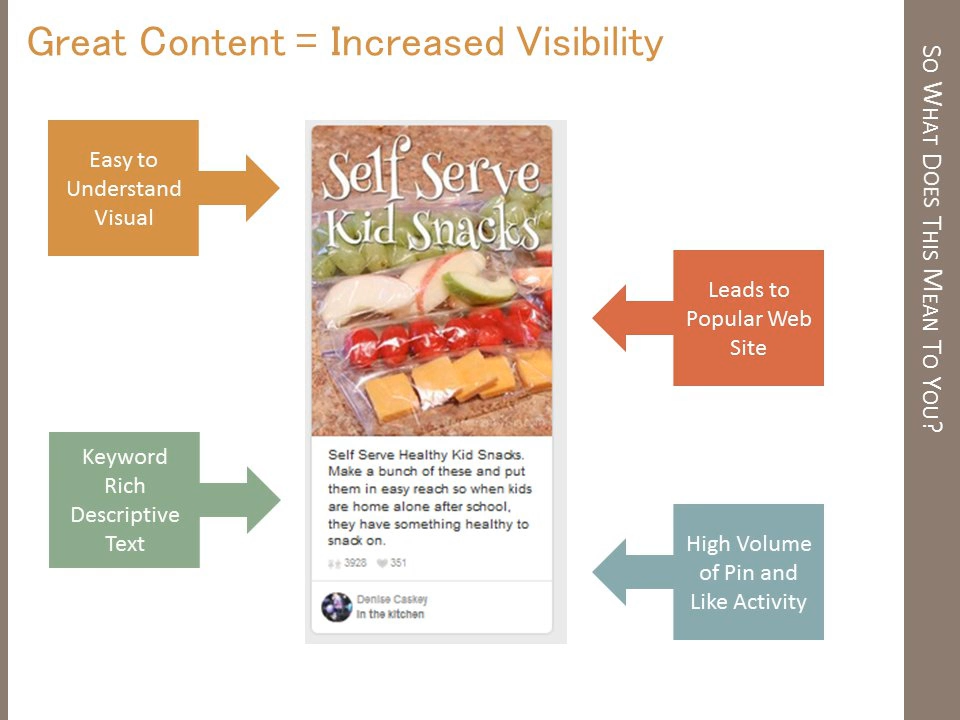 Great Content = Increased Visibility
So What Does This Mean To You?
Easy to
Understand
Visual
Self Serve
Kid Snacks
Leads to
Popular Web
Site
Keyword
Rich
Descriptive
Text
Self Serve Healthy Kid Snacks.
Make a bunch of these and put
them in easy reach so when kids
are home alone after school,
they have something healthy to
snack on.
3928 351
Denise Caskey
In the kitchen
High Volume
of Pin and
Like Activity